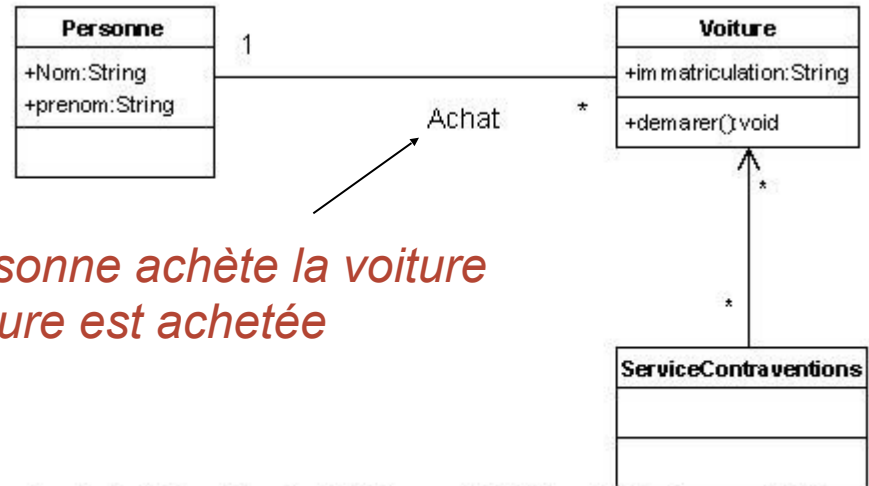 Personne
+Nom:String
+prenom:String
1
Achat
*
Voiture
+immatriculation:String
+demarer():void
*
*
ServiceContraventions
sonne achète la voiture
ure est achetée